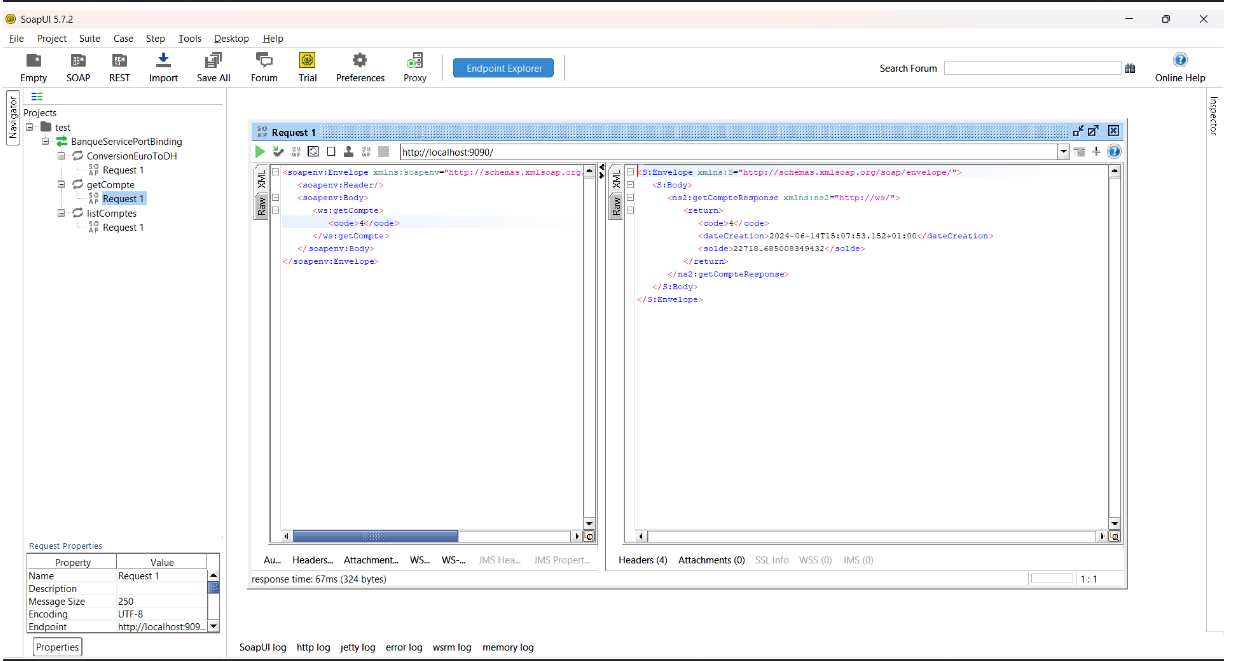 SoapUI 5.7.2
File Project Suite Case Step Tools Desktop Help
Empty SOAP REST Import Save All Forum Trial Preferences Proxy Endpoint Explorer Search Forum Online Help
Navigator
Projects
test
BanqueServicePortBinding
ConversionEuroToDH
Request 1
getCompte
Request 1
listComptes
Request 1
Request 1
http://localhost:9090/
XML
Raw
<soapenv:Envelope xmlns:soapenv="http://schemas.xmlsoap.org.
<soapenv:Header/>
<soapenv:Body>
<ws:getCompte>
<code>4</code>
</ws:getCompte>
</soapenv:Body>
</soapenv:Envelope>
XML
Raw
<S:Envelope xmlns:S="http://schemas.xmlsoap.org/soap/envelope/">
<S:Body>
<ns2:getCompteResponse xmlns:ns2="http://ws/">
<return>
<code>4</code>
<dateCreation>2024-06-14T15:07:53.152+01:00</dateCreation>
<solde>22718.685008349432</solde>
</return>
</ns2:getCompteResponse>
</S:Body>
</S:Envelope>
Au... Headers... Attachment... WS... WS-... JMS Hea... JMS Propert...
Headers (4) Attachments (0) SSL Info WSS (0) JMS (0)
response time: 67ms (324 bytes)
1 : 1
Inspector
Request Properties
Property Value
Name Request 1
Description
Message Size 250
Encoding UTF-8
Endpoint http://localhost:909...
Properties
SoapUI log http log jetty log error log wsrm log memory log